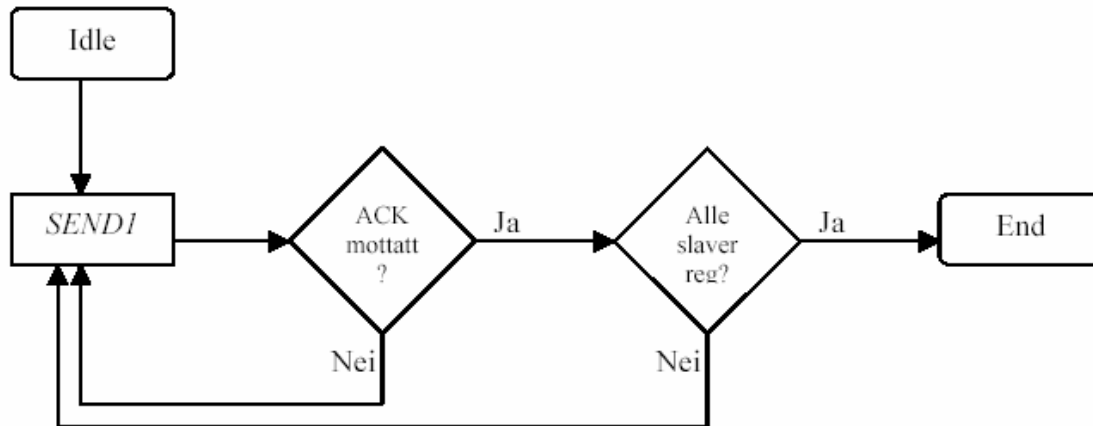 Idle
SEND1
ACK
mottatt
?
Ja
Alle
slaver
reg?
Ja
End
Nei
Nei